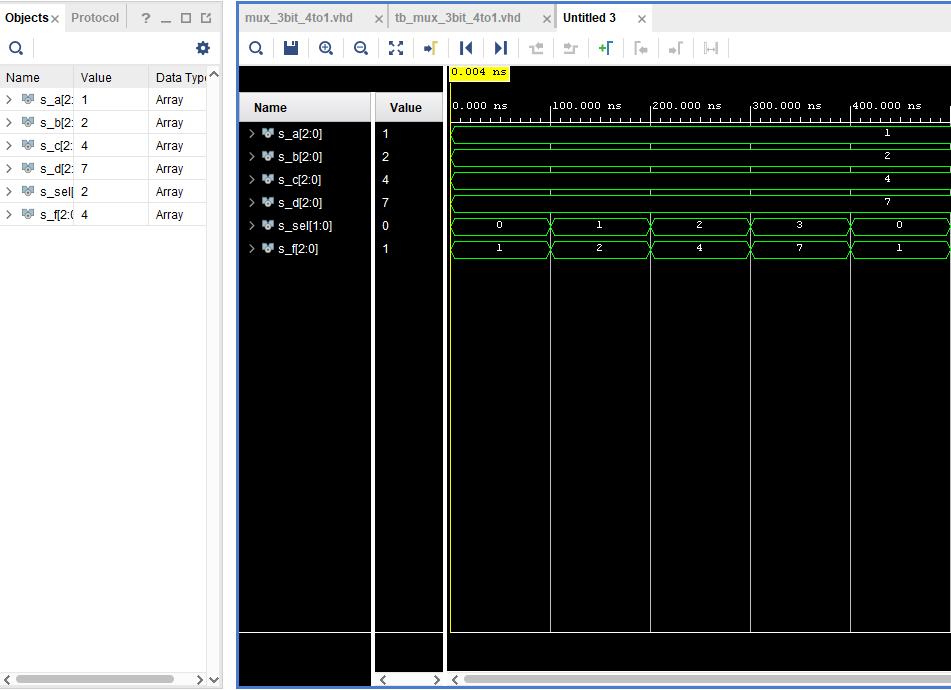 Objects Protocol ?
Name Value Data Type
s_a[2: 1 Array
s_b[2: 2 Array
s_c[2: 4 Array
s_d[2: 7 Array
s_sel[ 2 Array
s_f[2:0 4 Array
mux_3bit_4to1.vhd tb_mux_3bit_4to1.vhd Untitled 3
0.004 ns
Name Value
0.000 ns 100.000 ns 200.000 ns 300.000 ns 400.000 ns
s_a[2:0] 1 1
s_b[2:0] 2 2
s_c[2:0] 4 4
s_d[2:0] 7 7
s_sel[1:0] 0 0 1 2 3 0
s_f[2:0] 1 1 2 4 7 1